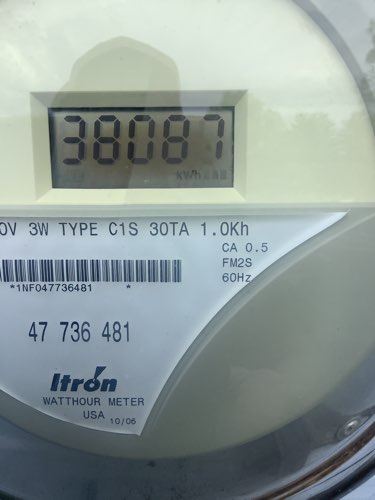 38087
kWh
0V 3W TYPE C1S 30TA 1.0Kh
CA 0.5
FM2S
60Hz
*1NF047736481 *
47 736 481
Itron
WATTHOUR METER
USA 10/06